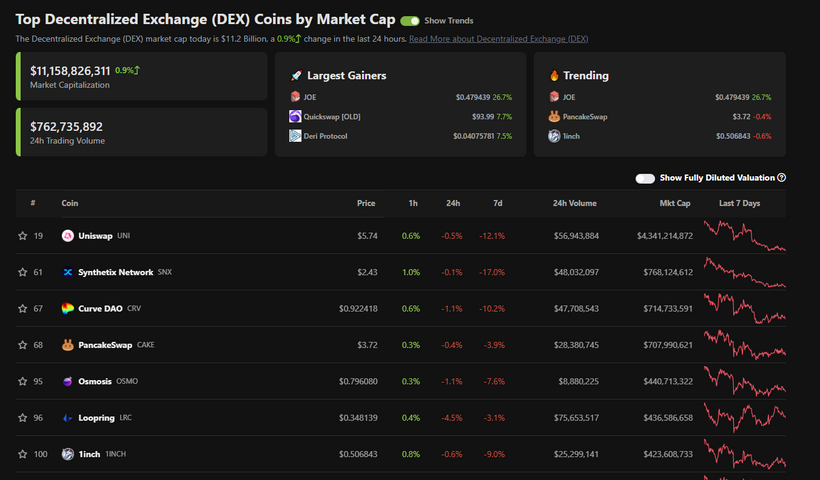 Top Decentralized Exchange (DEX) Coins by Market Cap Show Trends
The Decentralized Exchange (DEX) market cap today is $11.2 Billion, a 0.9% change in the last 24 hours. Read More about Decentralized Exchange (DEX)
$11,158,826,311 0.9%
Market Capitalization
$762,735,892
24h Trading Volume
Largest Gainers
JOE $0.479439 26.7%
Quickswap [OLD] $93.99 7.7%
Deri Protocol $0.04075781 7.5%
Trending
JOE $0.479439 26.7%
PancakeSwap $3.72 -0.4%
1inch $0.506843 -0.6%
Show Fully Diluted Valuation
# Coin Price 1h 24h 7d 24h Volume Mkt Cap Last 7 Days
19 Uniswap UNI $5.74 0.6% -0.5% -12.1% $56,943,884 $4,341,214,872
61 Synthetix Network SNX $2.43 1.0% -0.1% -17.0% $48,032,097 $768,124,612
67 Curve DAO CRV $0.922418 0.6% -1.1% -10.2% $47,708,543 $714,733,591
68 PancakeSwap CAKE $3.72 0.3% -0.4% -3.9% $28,380,745 $707,990,621
95 Osmosis OSMO $0.796080 0.3% -1.1% -7.6% $8,880,225 $440,713,322
96 Loopring LRC $0.348139 0.4% -4.5% -3.1% $75,653,517 $436,586,658
100 1inch 1INCH $0.506843 0.8% -0.6% -9.0% $25,299,141 $423,608,733